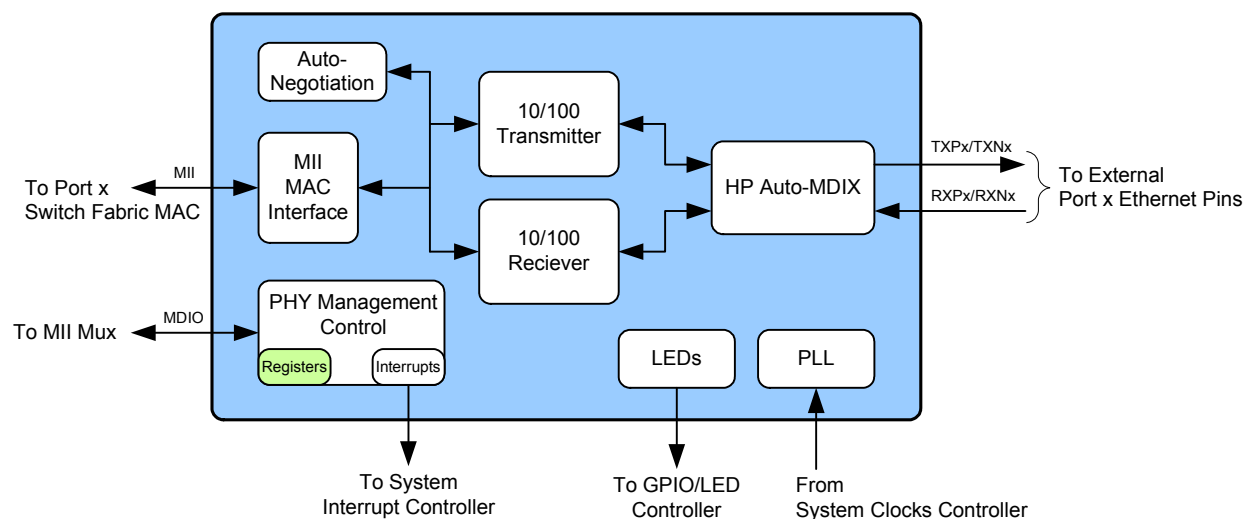 Auto-
Negotiation
10/100
Transmitter
MII
MAC
Interface
MII
To Port x
Switch Fabric MAC
HP Auto-MDIX
TXPx/TXNx
RXPx/RXNx
To External
Port x Ethernet Pins
10/100
Reciever
PHY Management
Control
Registers
Interrupts
MDIO
To MII Mux
LEDs
PLL
To System
Interrupt Controller
To GPIO/LED
Controller
From
System Clocks Controller